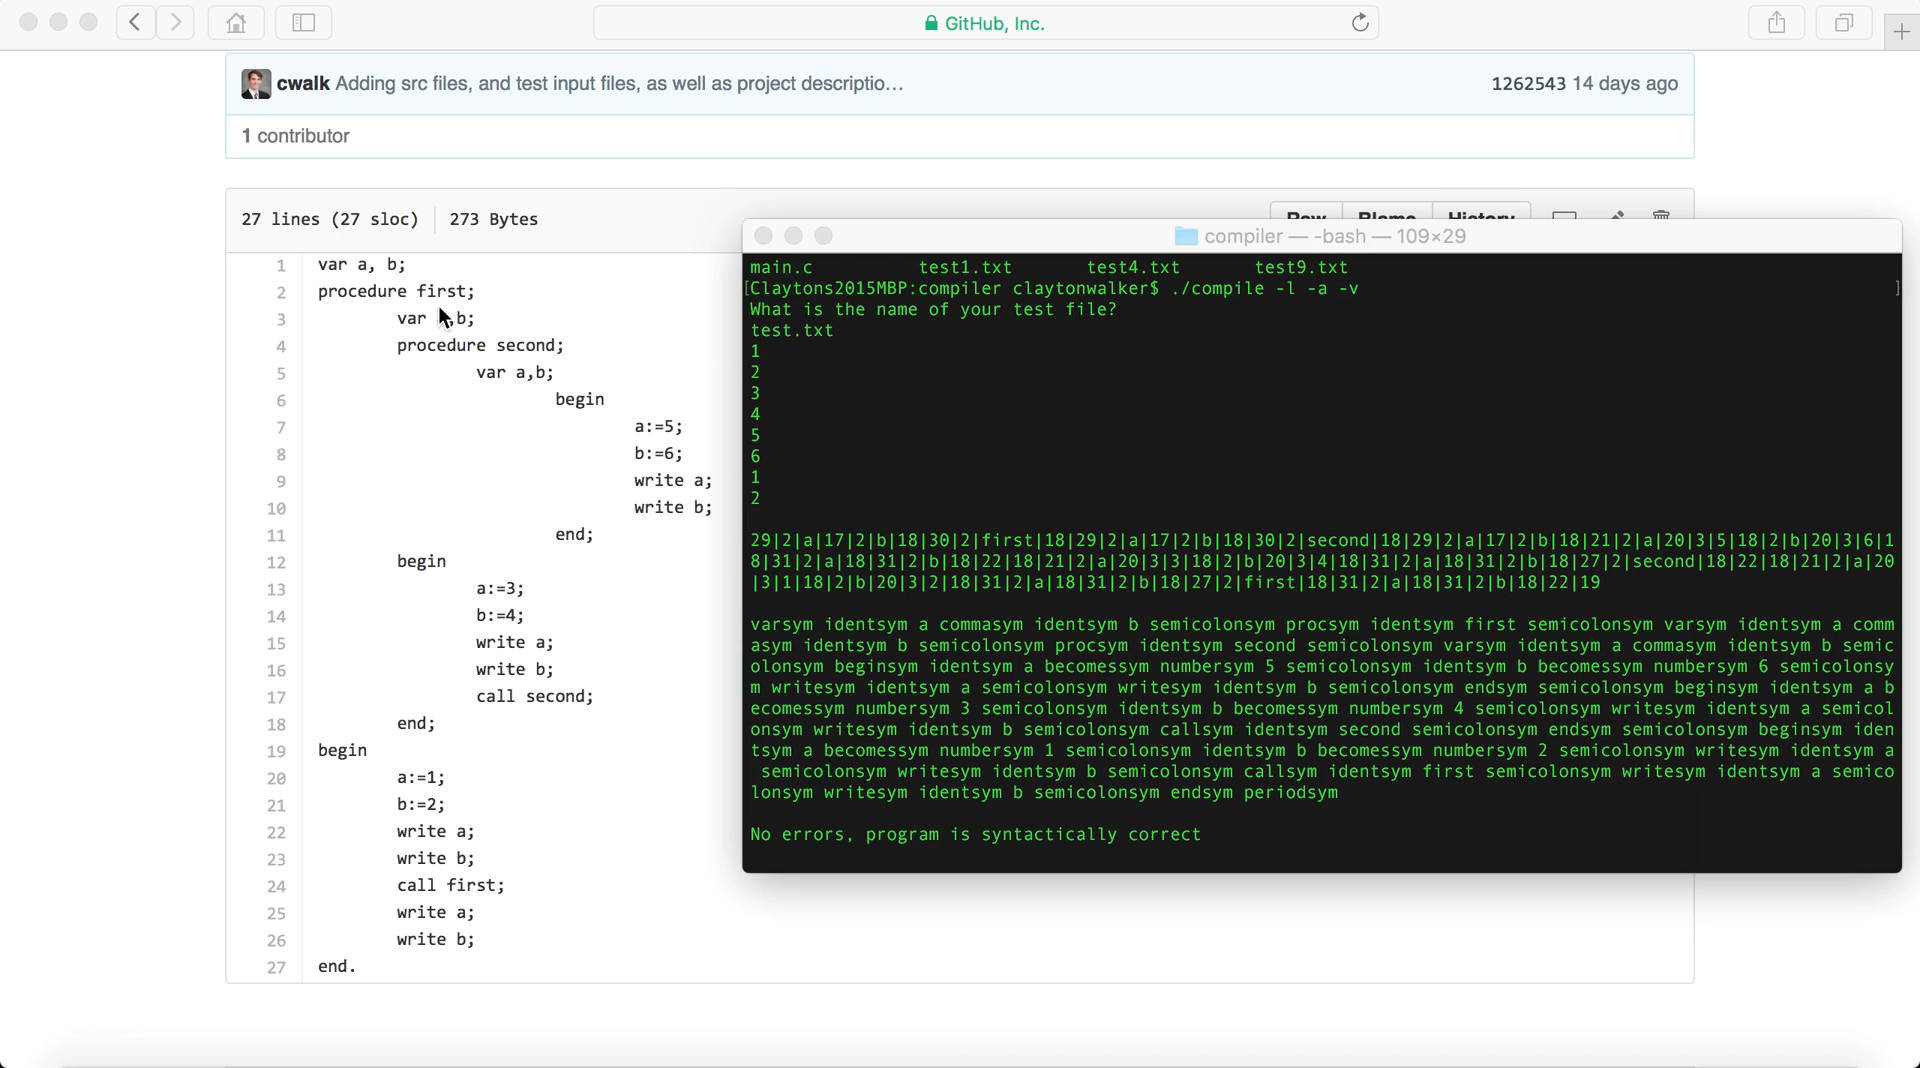 GitHub, Inc.
cwalk Adding src files, and test input files, as well as project descriptio…
1262543 14 days ago
1 contributor
27 lines (27 sloc)
273 Bytes
Raw Blame History
1 var a, b;
2 procedure first;
3 var b;
4 procedure second;
5 var a,b;
6 begin
7 a:=5;
8 b:=6;
9 write a;
10 write b;
11 end;
12 begin
13 a:=3;
14 b:=4;
15 write a;
16 write b;
17 call second;
18 end;
19 begin
20 a:=1;
21 b:=2;
22 write a;
23 write b;
24 call first;
25 write a;
26 write b;
27 end.
compiler — -bash — 109×29
main.c test1.txt test4.txt test9.txt
[Claytons2015MBP:compiler claytonwalker$ ./compile -l -a -v ]
What is the name of your test file?
test.txt
1
2
3
4
5
6
1
2
29|2|a|17|2|b|18|30|2|first|18|29|2|a|17|2|b|18|30|2|second|18|29|2|a|17|2|b|18|21|2|a|20|3|5|18|2|b|20|3|6|1
8|31|2|a|18|31|2|b|18|22|18|21|2|a|20|3|3|18|2|b|20|3|4|18|31|2|a|18|31|2|b|18|27|2|second|18|22|18|21|2|a|20
|3|1|18|2|b|20|3|2|18|31|2|a|18|31|2|b|18|27|2|first|18|31|2|a|18|31|2|b|18|22|19
varsym identsym a commasym identsym b semicolonsym procsym identsym first semicolonsym varsym identsym a comm
asym identsym b semicolonsym procsym identsym second semicolonsym varsym identsym a commasym identsym b semic
olonsym beginsym identsym a becomessym numbersym 5 semicolonsym identsym b becomessym numbersym 6 semicolonsy
m writesym identsym a semicolonsym writesym identsym b semicolonsym endsym semicolonsym beginsym identsym a b
ecomessym numbersym 3 semicolonsym identsym b becomessym numbersym 4 semicolonsym writesym identsym a semicol
onsym writesym identsym b semicolonsym callsym identsym second semicolonsym endsym semicolonsym beginsym iden
tsym a becomessym numbersym 1 semicolonsym identsym b becomessym numbersym 2 semicolonsym writesym identsym a
semicolonsym writesym identsym b semicolonsym callsym identsym first semicolonsym writesym identsym a semico
lonsym writesym identsym b semicolonsym endsym periodsym
No errors, program is syntactically correct